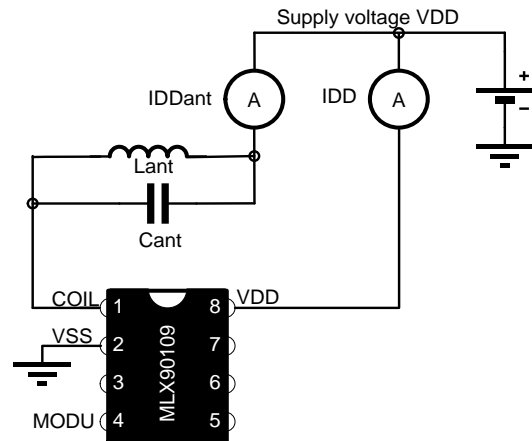 Supply voltage VDD
IDDant
A
IDD
A
+
−
Lant
Cant
COIL
1
8
VDD
VSS
2
7
3
6
MODU
4
5
MLX90109